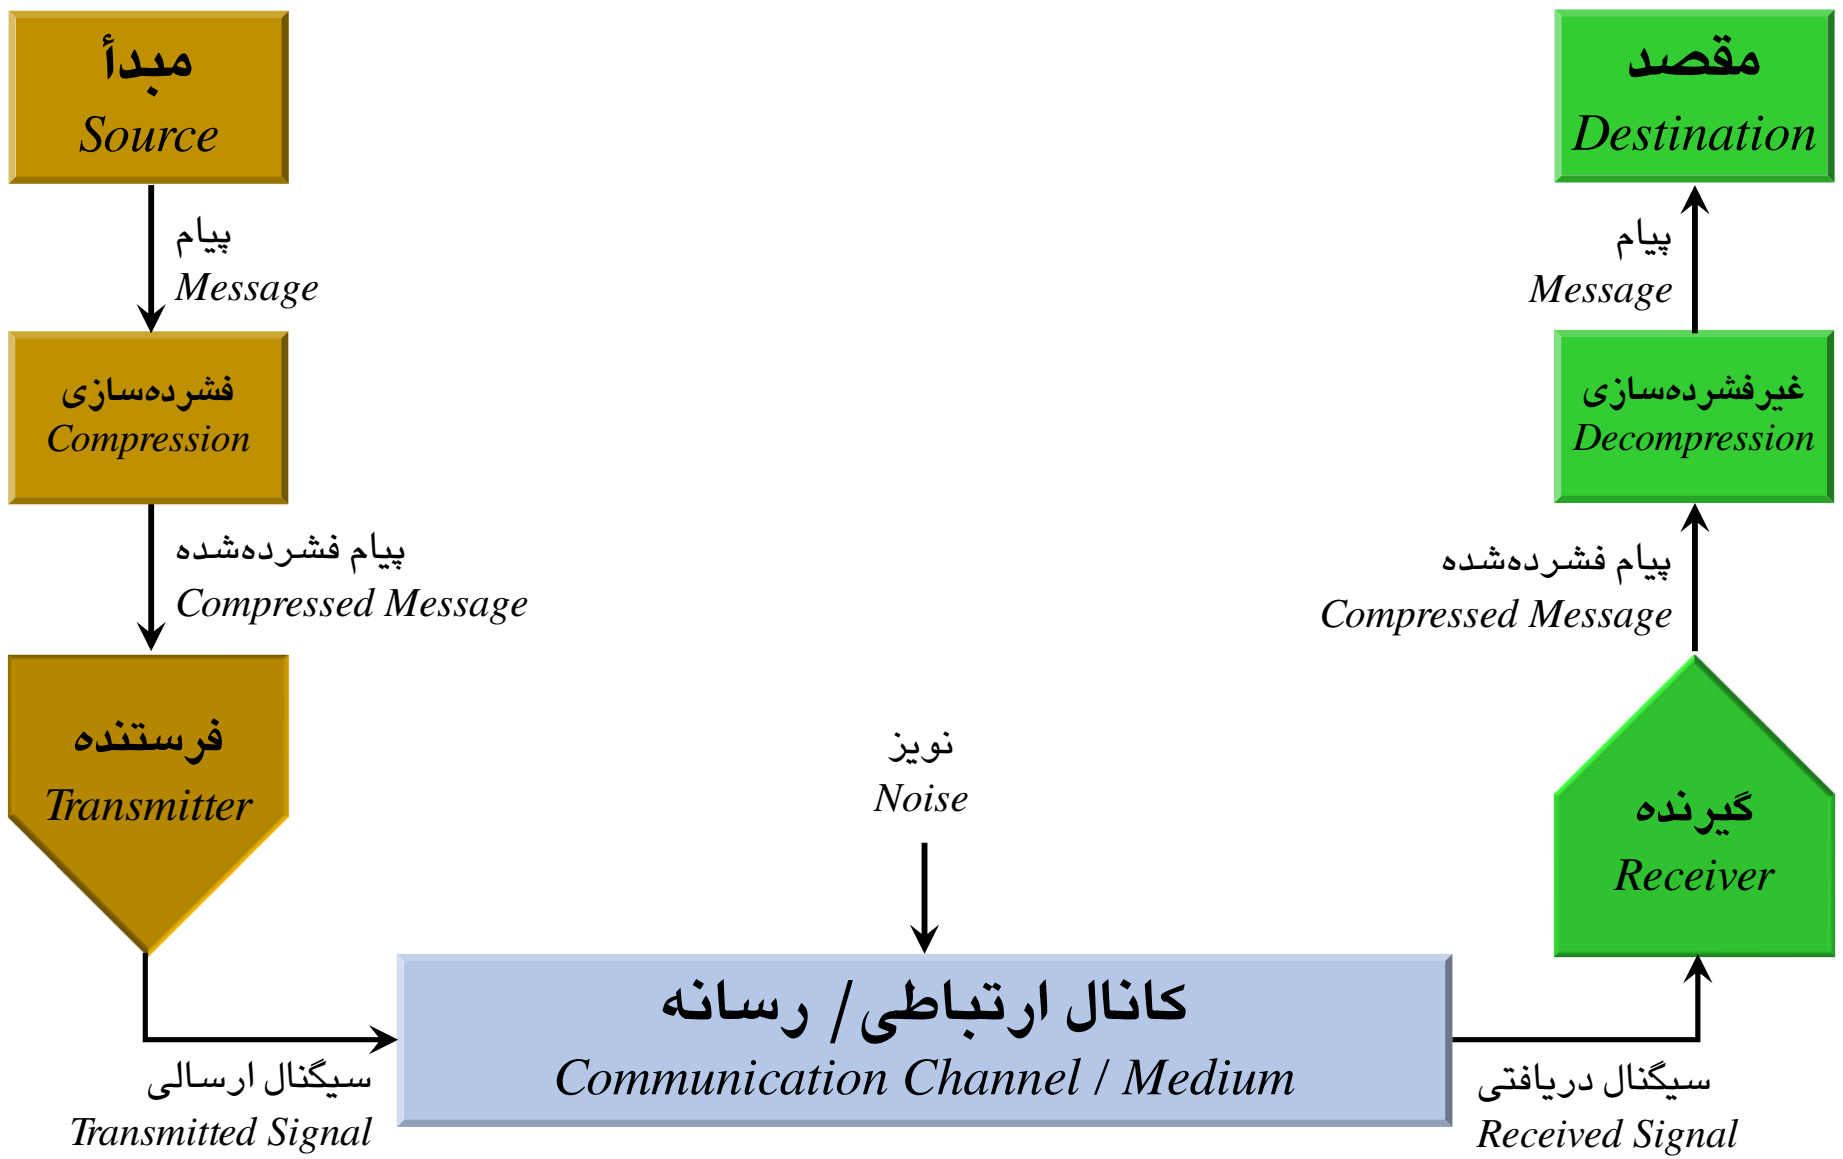 مبدأ
Source
پیام
Message
فشرده‌سازی
Compression
پیام فشرده‌شده
Compressed Message
فرستنده
Transmitter
سیگنال ارسالی
Transmitted Signal
نویز
Noise
کانال ارتباطی/ رسانه
Communication Channel / Medium
سیگنال دریافتی
Received Signal
گیرنده
Receiver
پیام فشرده‌شده
Compressed Message
غیرفشرده‌سازی
Decompression
پیام
Message
مقصد
Destination